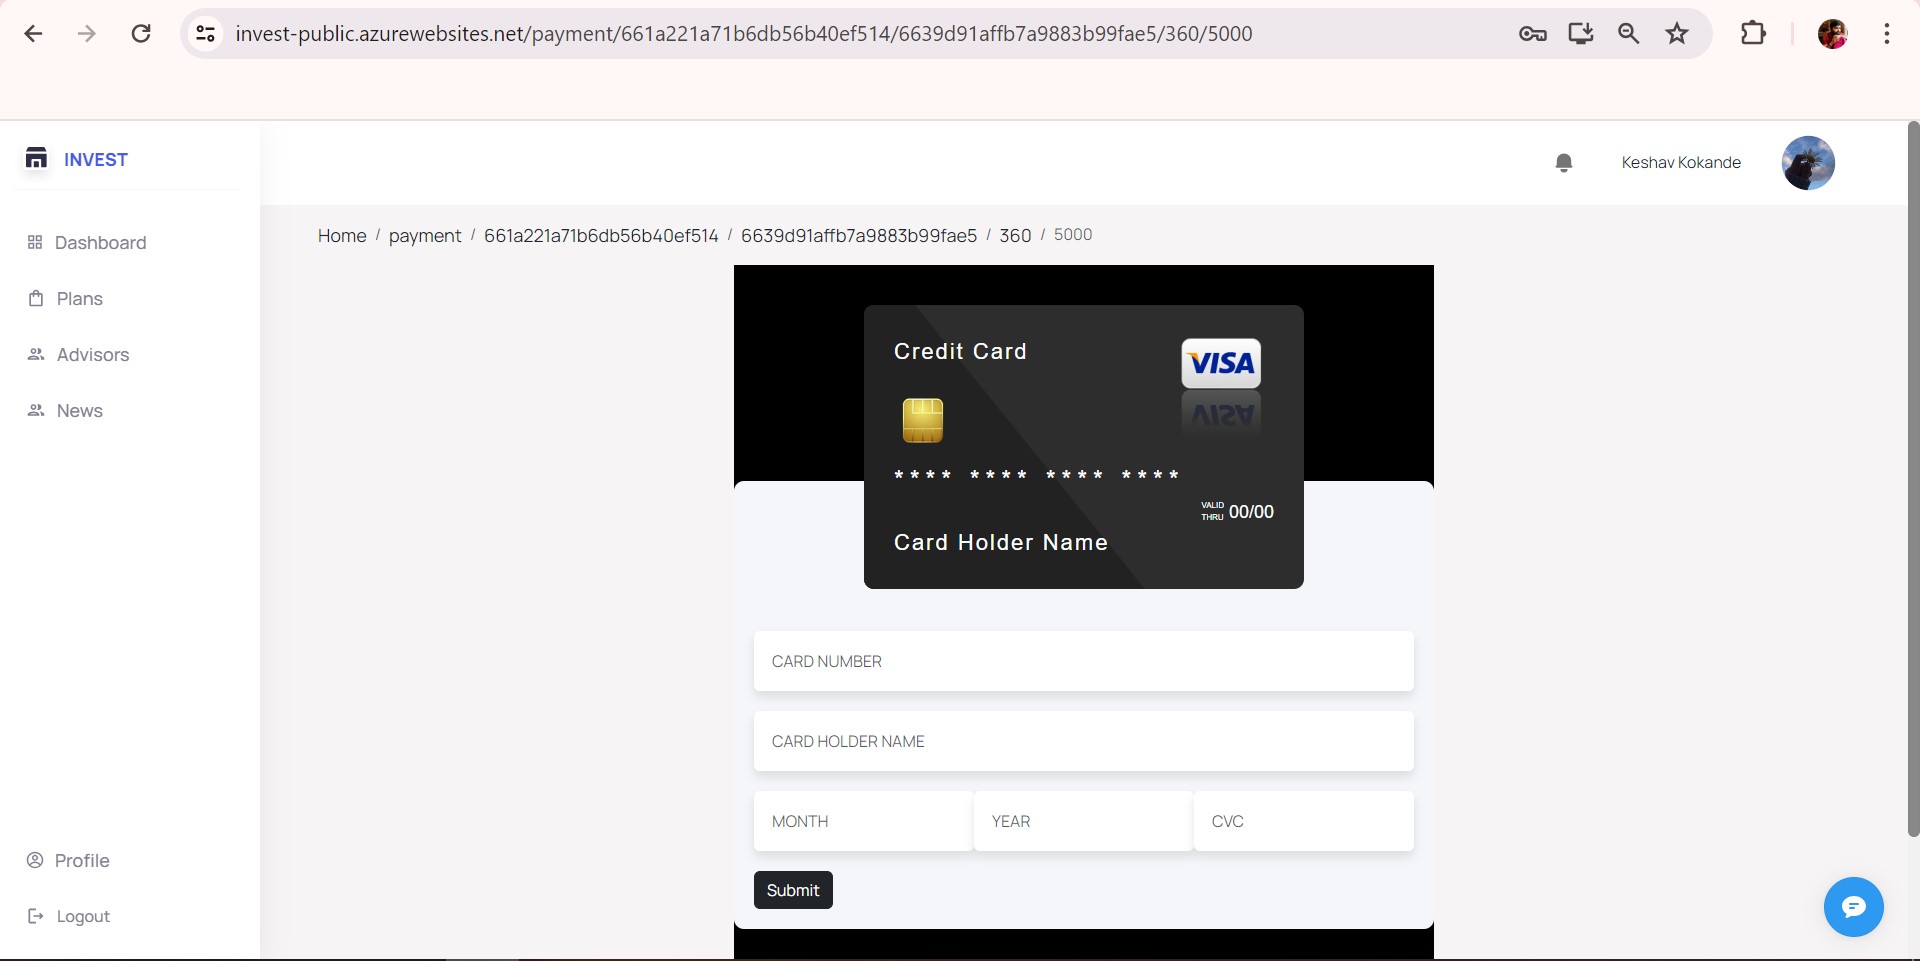 invest-public.azurewebsites.net/payment/661a221a71b6db56b40ef514/6639d91affb7a9883b99fae5/360/5000
INVEST
Keshav Kokande
Dashboard
Plans
Advisors
News
Profile
Logout
Home / payment / 661a221a71b6db56b40ef514 / 6639d91affb7a9883b99fae5 / 360 / 5000
Credit Card
VISA
VISA
**** **** **** ****
VALID
THRU 00/00
Card Holder Name
CARD NUMBER
CARD HOLDER NAME
MONTH YEAR CVC
Submit